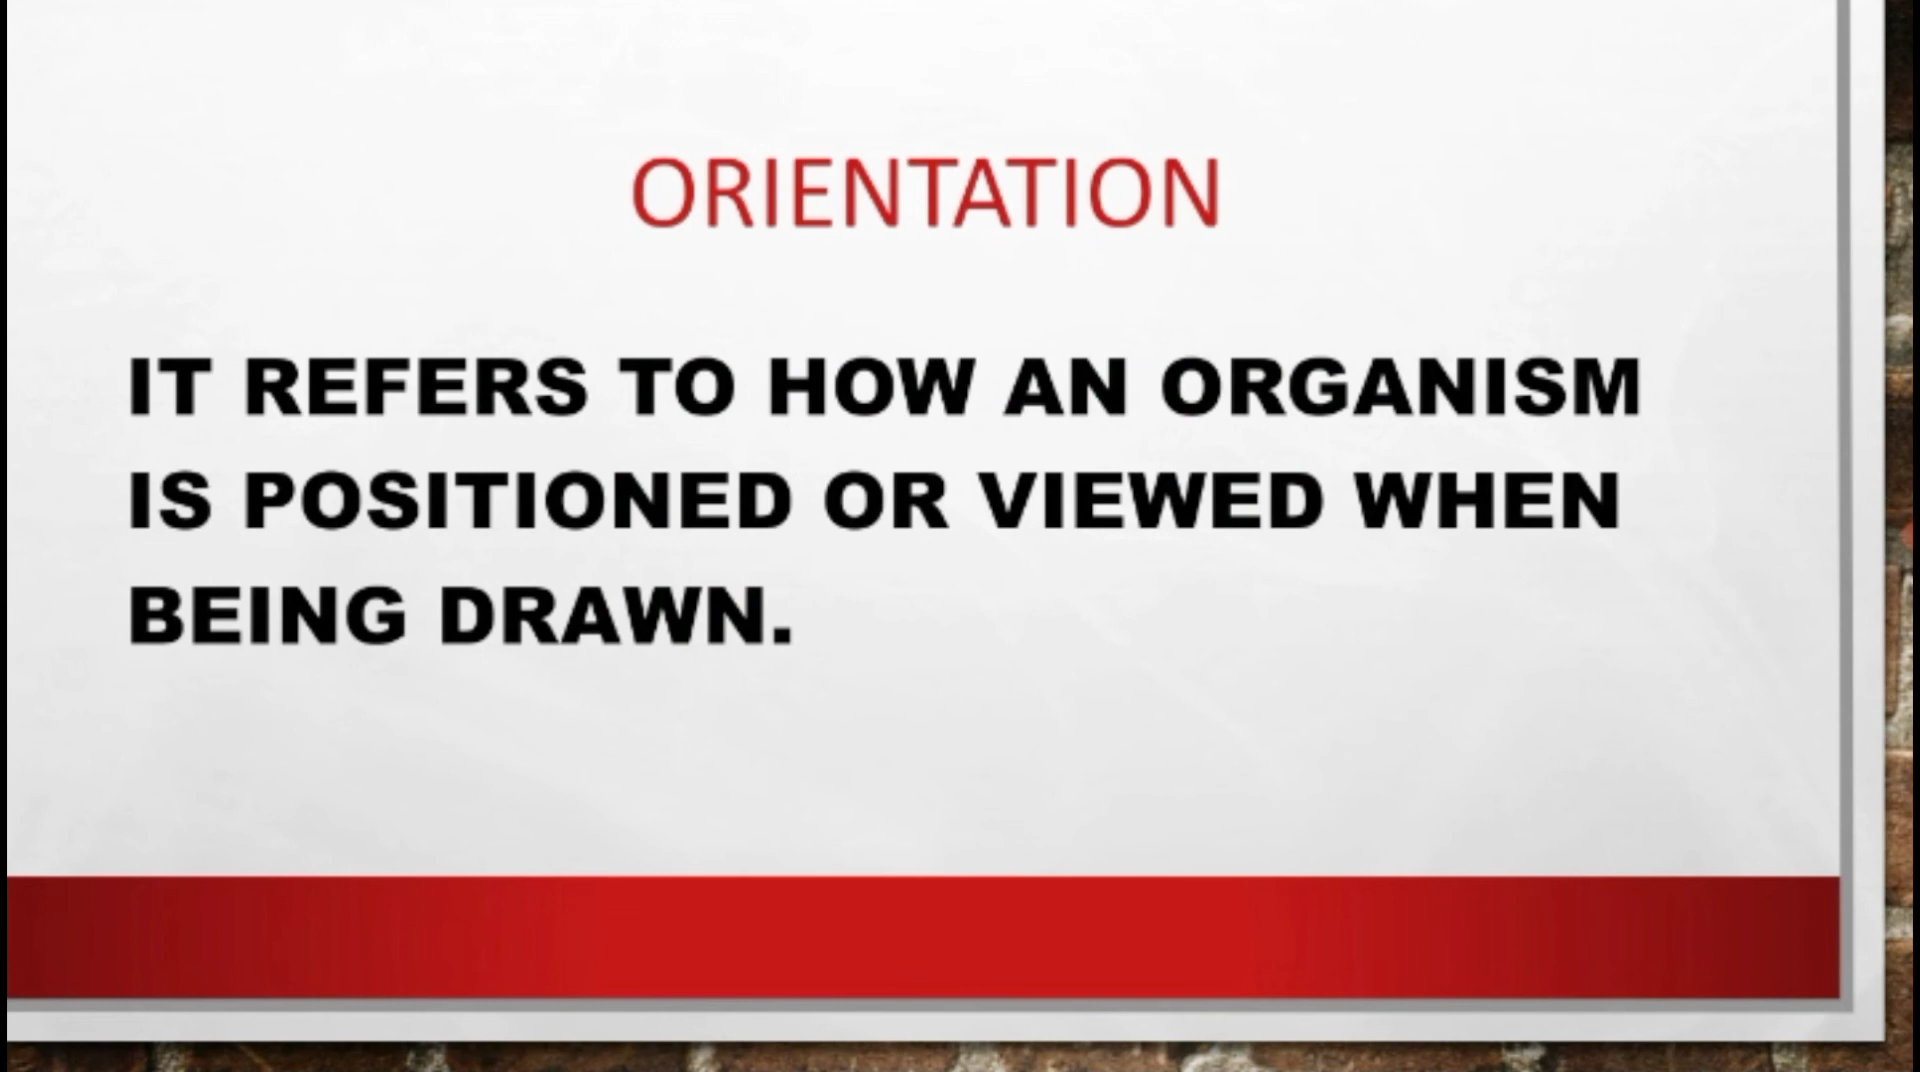 ORIENTATION
IT REFERS TO HOW AN ORGANISM
IS POSITIONED OR VIEWED WHEN
BEING DRAWN.